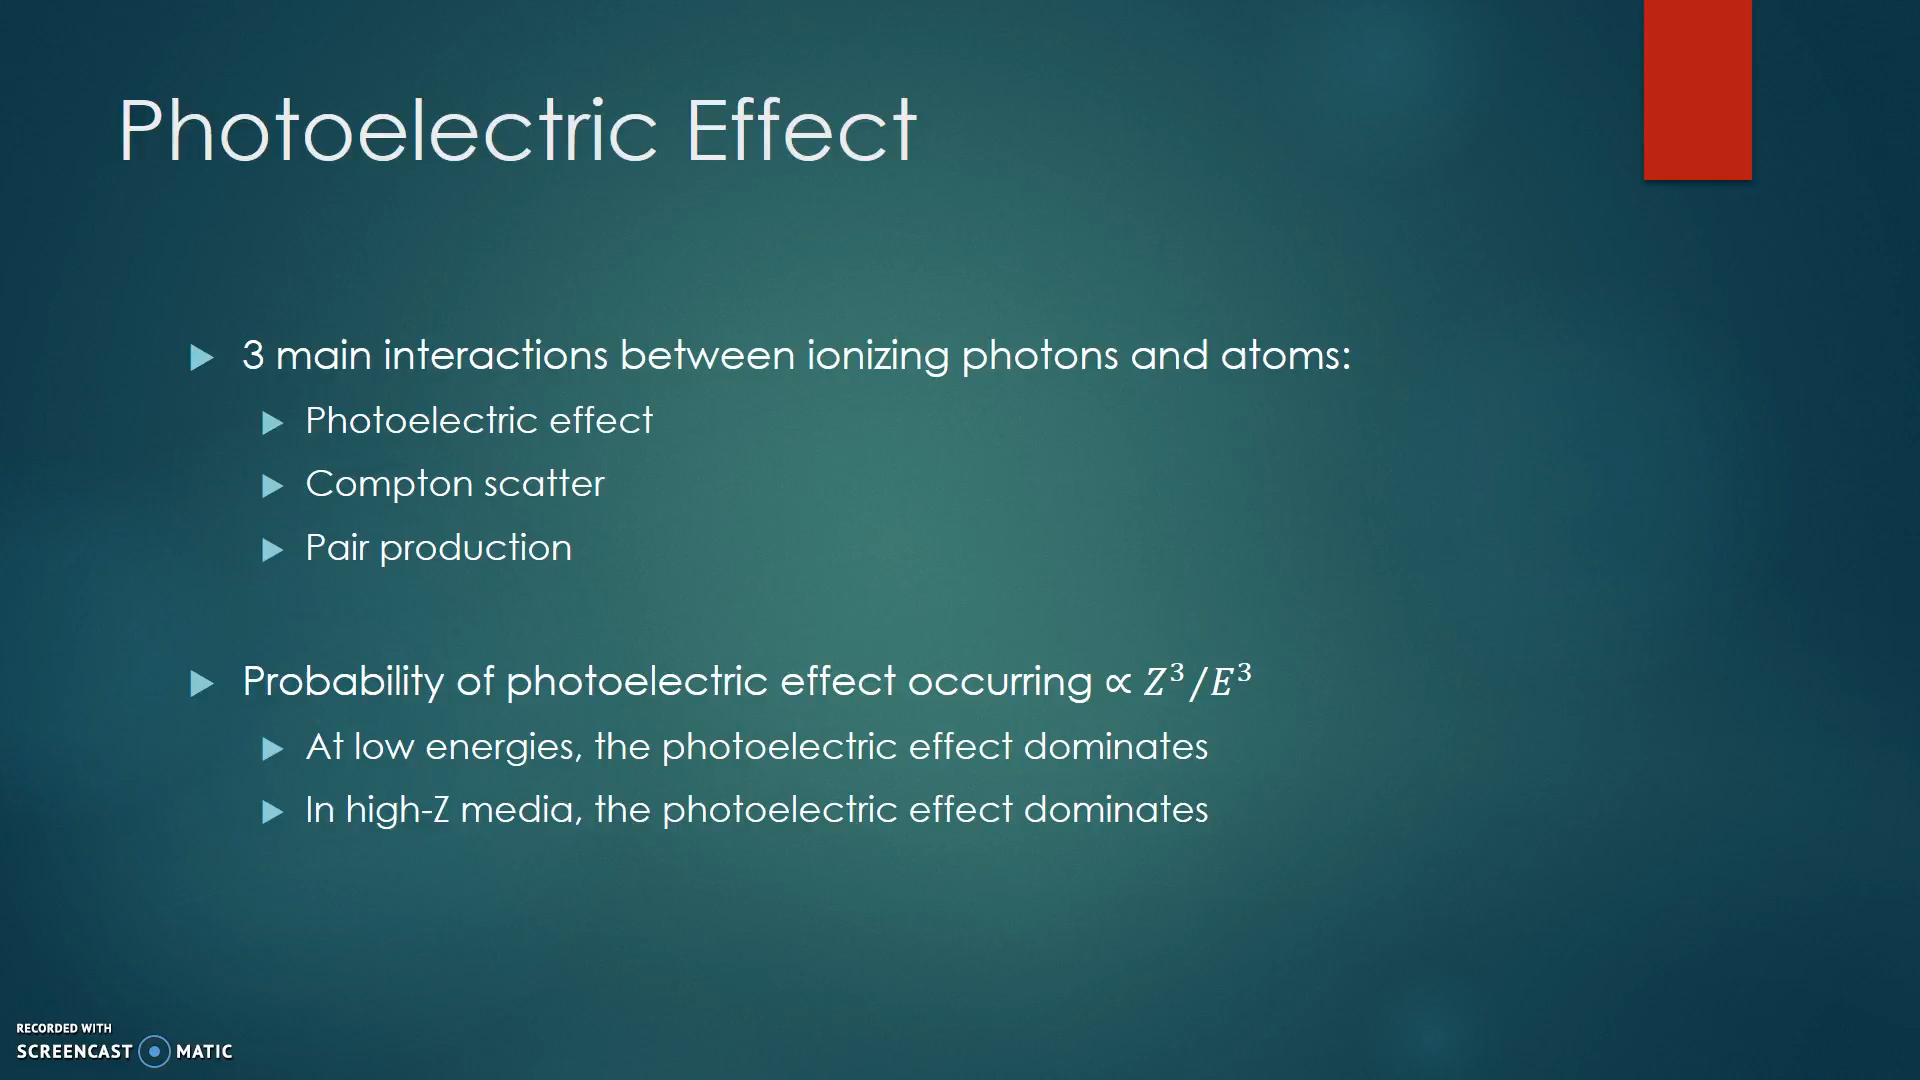 Photoelectric Effect
3 main interactions between ionizing photons and atoms:
Photoelectric effect
Compton scatter
Pair production
Probability of photoelectric effect occurring ∝ Z³/E³
At low energies, the photoelectric effect dominates
In high-Z media, the photoelectric effect dominates
RECORDED WITH
SCREENCAST MATIC